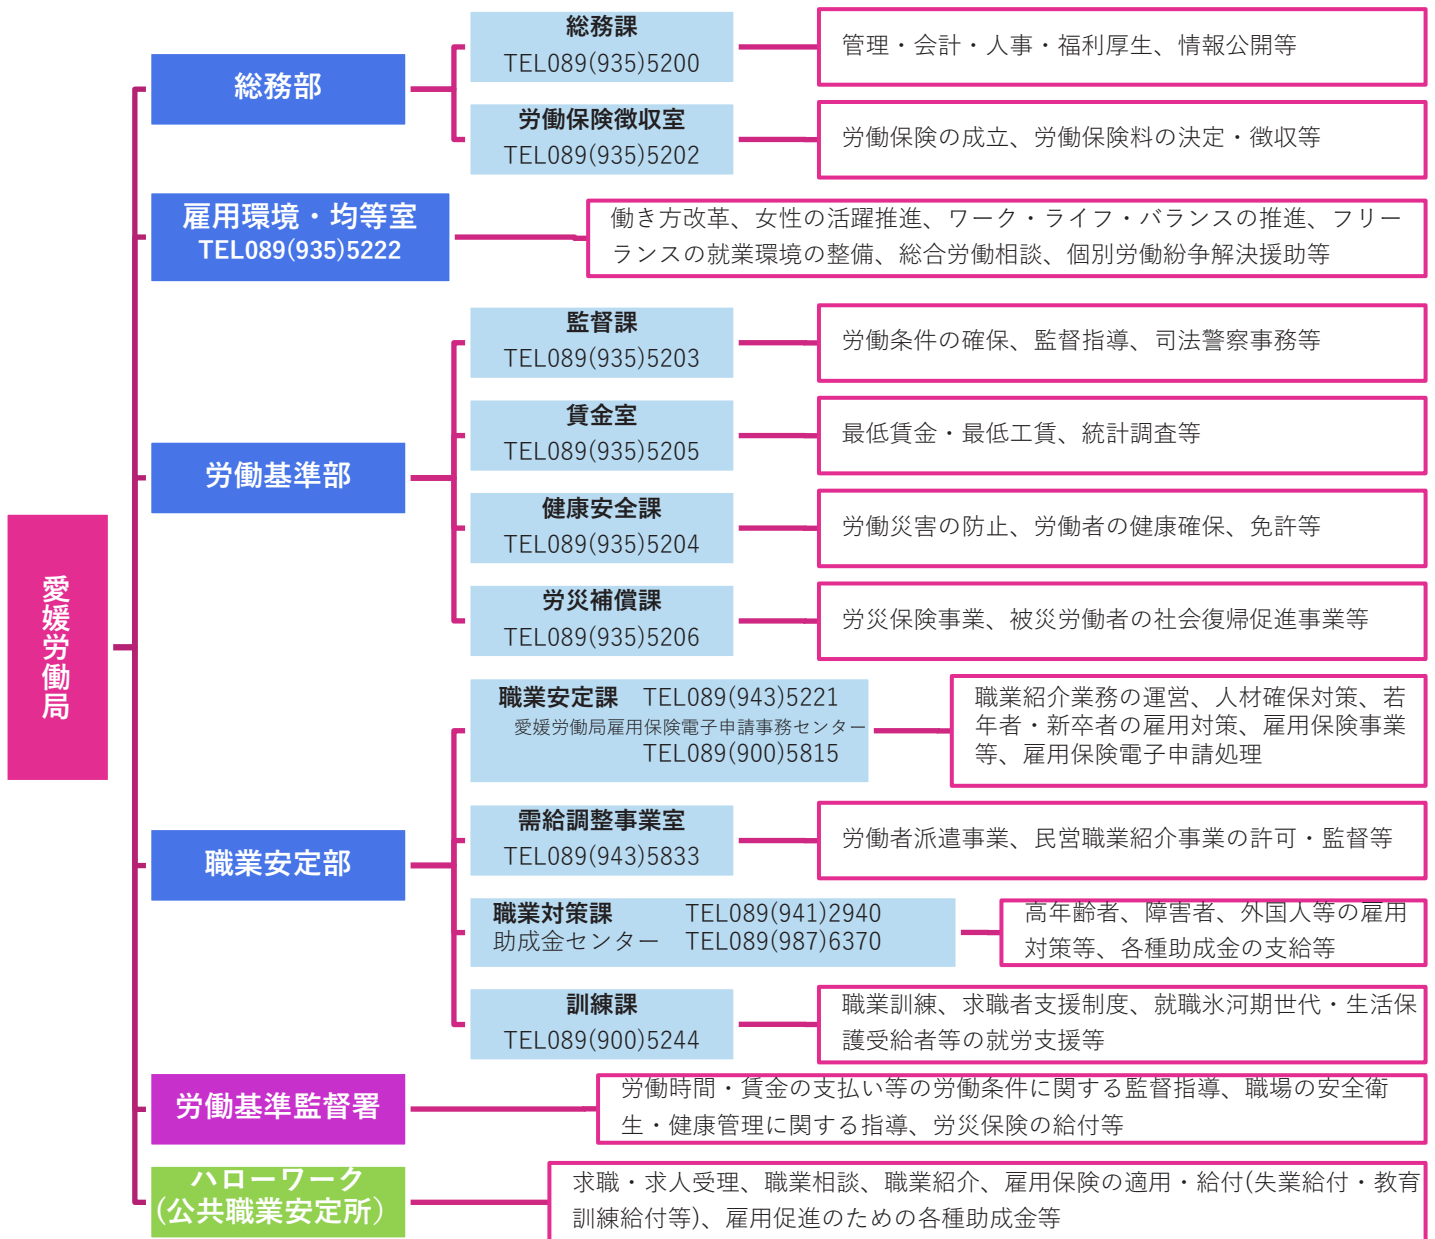 愛媛労働局
総務部
総務課
TEL089(935)5200
管理・会計・人事・福利厚生、情報公開等
労働保険徴収室
TEL089(935)5202
労働保険の成立、労働保険料の決定・徴収等
雇用環境・均等室
TEL089(935)5222
働き方改革、女性の活躍推進、ワーク・ライフ・バランスの推進、フリー
ランスの就業環境の整備、総合労働相談、個別労働紛争解決援助等
労働基準部
監督課
TEL089(935)5203
労働条件の確保、監督指導、司法警察事務等
賃金室
TEL089(935)5205
最低賃金・最低工賃、統計調査等
健康安全課
TEL089(935)5204
労働災害の防止、労働者の健康確保、免許等
労災補償課
TEL089(935)5206
労災保険事業、被災労働者の社会復帰促進事業等
職業安定部
職業安定課 TEL089(943)5221
愛媛労働局雇用保険電子申請事務センター
TEL089(900)5815
職業紹介業務の運営、人材確保対策、若
年者・新卒者の雇用対策、雇用保険事業
等、雇用保険電子申請処理
需給調整事業室
TEL089(943)5833
労働者派遣事業、民営職業紹介事業の許可・監督等
職業対策課 TEL089(941)2940
助成金センター TEL089(987)6370
高年齢者、障害者、外国人等の雇用
対策等、各種助成金の支給等
訓練課
TEL089(900)5244
職業訓練、求職者支援制度、就職氷河期世代・生活保
護受給者等の就労支援等
労働基準監督署
労働時間・賃金の支払い等の労働条件に関する監督指導、職場の安全衛
生・健康管理に関する指導、労災保険の給付等
ハローワーク
(公共職業安定所）
求職・求人受理、職業相談、職業紹介、雇用保険の適用・給付(失業給付・教育
訓練給付等)、雇用促進のための各種助成金等